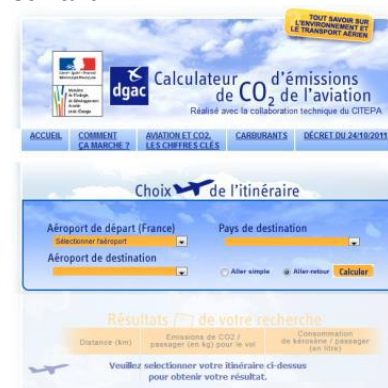 TOUT SAVOIR SUR
L'ENVIRONNEMENT ET
LE TRANSPORT AÉRIEN
dgac
Calculateur d'émissions
de CO2 de l'aviation
Réalisé avec la collaboration technique du CITEPA
ACCUEIL
COMMENT
ÇA MARCHE ?
AVIATION ET CO2,
LES CHIFFRES CLÉS
CARBURANTS
DÉCRET DU 24/10/2011
Choix de l'itinéraire
Aéroport de départ (France)
Sélectionner l'aéroport
Pays de destination
Aéroport de destination
Aller simple
Aller-retour
Calculer
Résultats de votre recherche
Distance (km)
Emissions de CO2 /
passager (en kg) pour le vol
Consommation
de kérosène / passager
(en litre)
Veuillez selectionner votre itinéraire ci-dessus
pour obtenir votre résultat.